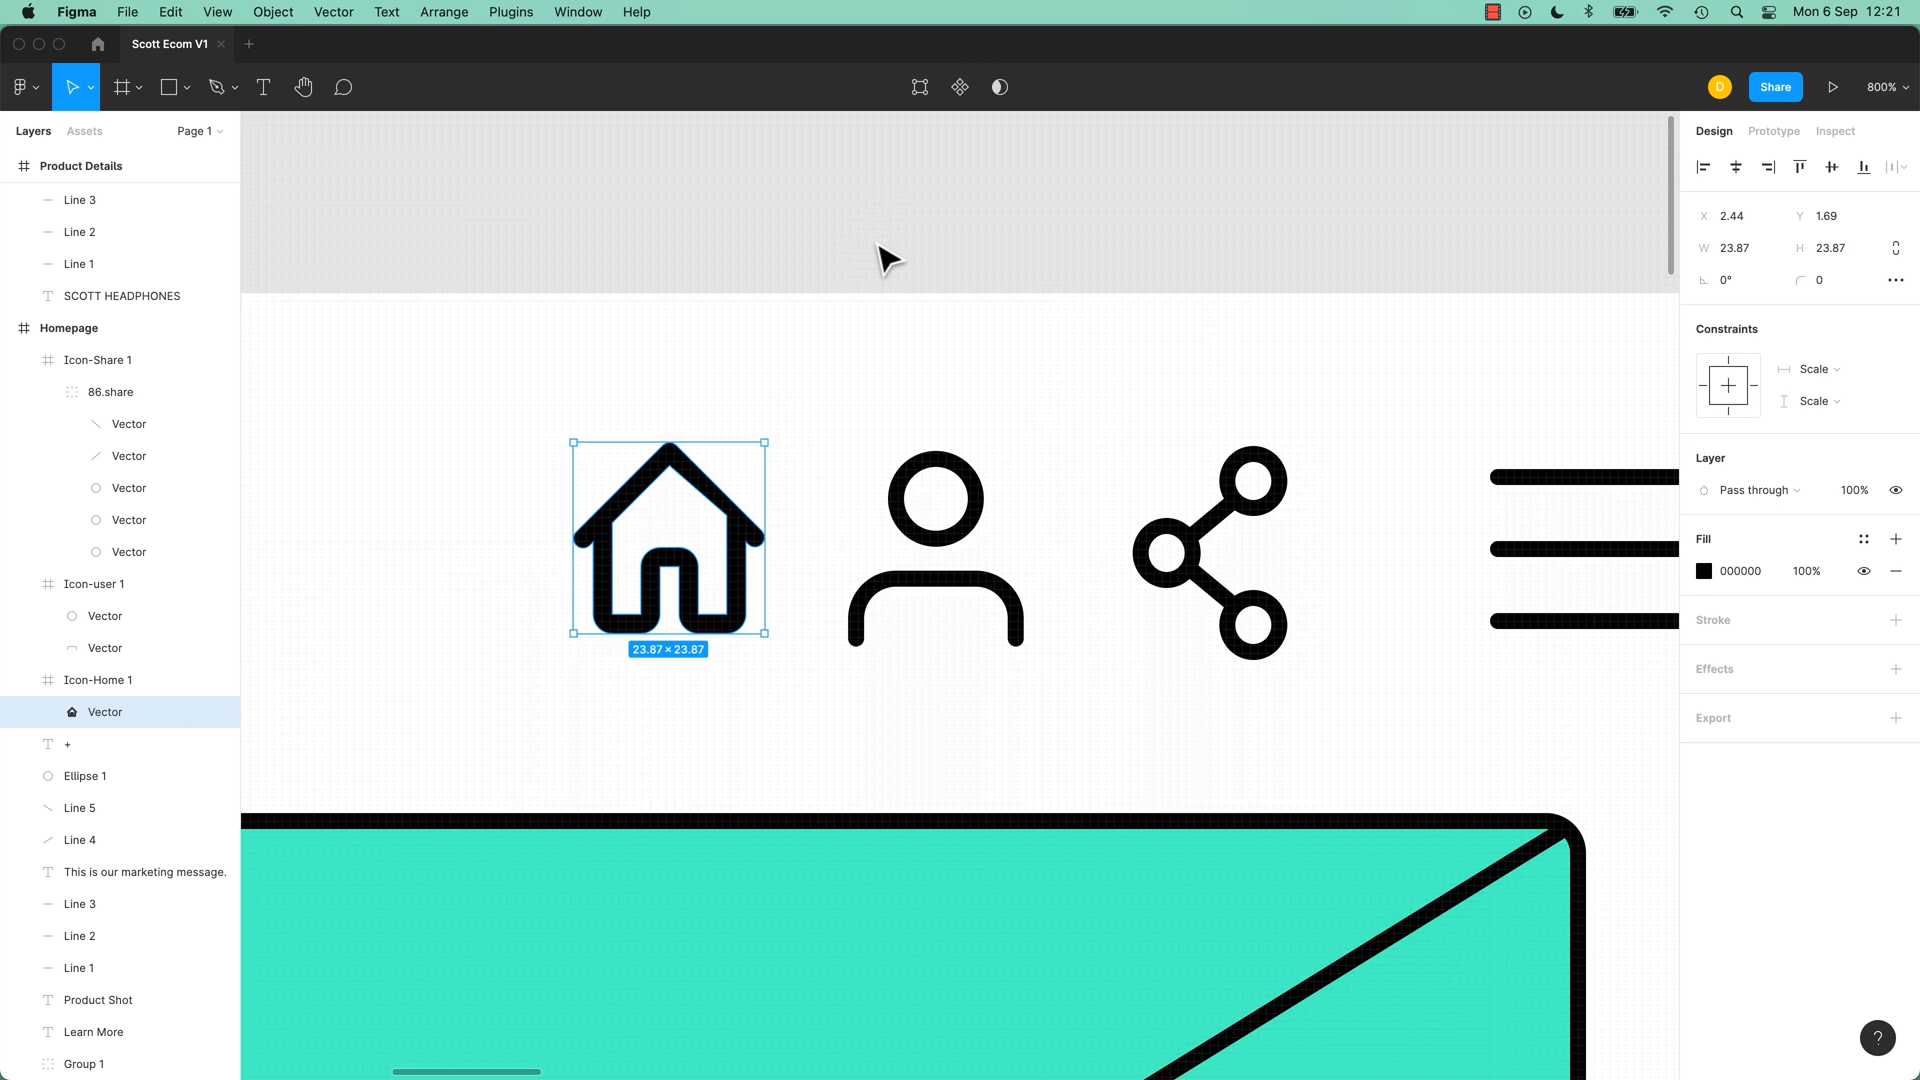 Figma File Edit View Object Vector Text Arrange Plugins Window Help Mon 6 Sep 12:21
Scott Ecom V1
D Share 800%
Layers Assets Page 1
Product Details
Line 3
Line 2
Line 1
SCOTT HEADPHONES
Homepage
Icon-Share 1
86.share
Vector
Vector
Vector
Vector
Vector
Icon-user 1
Vector
Vector
Icon-Home 1
Vector
+
Ellipse 1
Line 5
Line 4
This is our marketing message.
Line 3
Line 2
Line 1
Product Shot
Learn More
Group 1
23.87 × 23.87
Design Prototype Inspect
X 2.44 Y 1.69
W 23.87 H 23.87
0° 0
Constraints
Scale
Scale
Layer
Pass through 100%
Fill
000000 100%
Stroke
Effects
Export
?